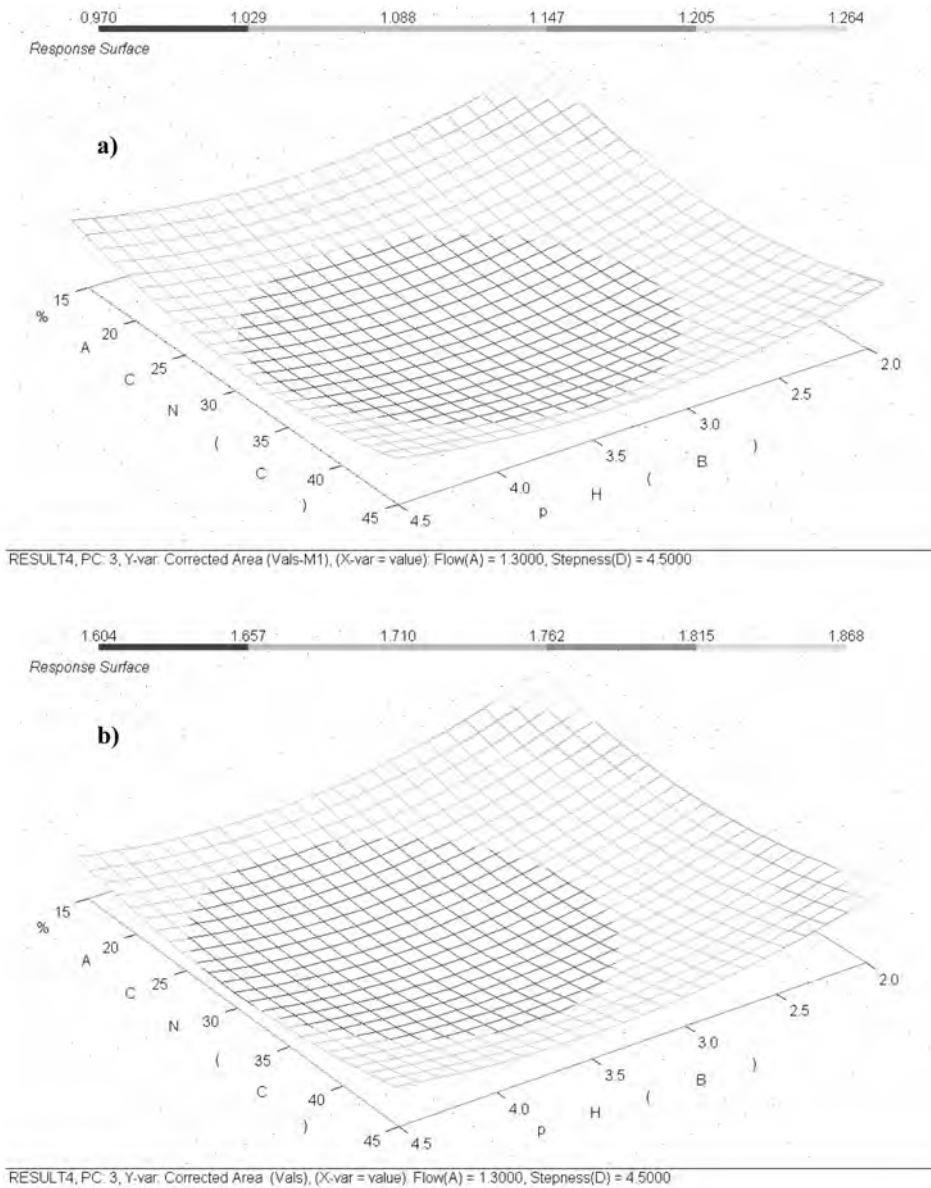 0.970 1.029 1.088 1.147 1.205 1.264
Response Surface
a)
15
%
A 20
C 25
N 30
( 35
C 40
) 45
4.5
4.0
3.5
3.0
2.5
2.0
p H ( B )
RESULT4, PC: 3, Y-var: Corrected Area (Vals-M1), (X-var = value): Flow(A) = 1.3000, Stepness(D) = 4.5000
1.604 1.657 1.710 1.762 1.815 1.868
Response Surface
b)
15
%
A 20
C 25
N 30
( 35
C 40
) 45
4.5
4.0
3.5
3.0
2.5
2.0
p H ( B )
RESULT4, PC: 3, Y-var: Corrected Area (Vals), (X-var = value): Flow(A) = 1.3000, Stepness(D) = 4.5000